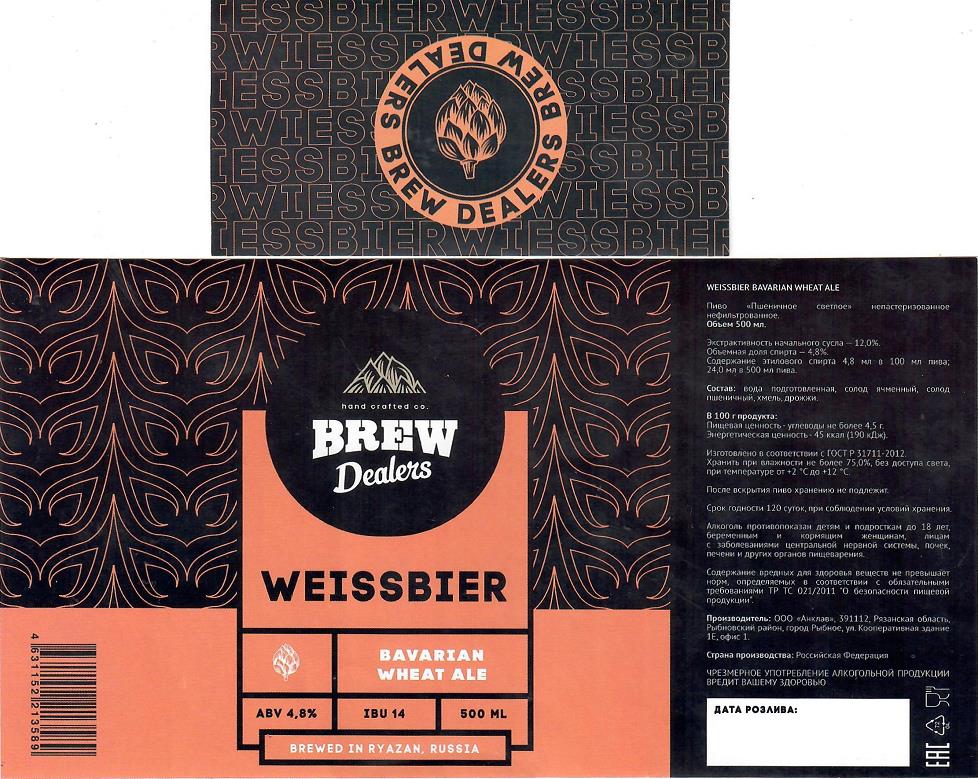 WIESSBIERWIESSBIER
RWIESSBIERWIESSB
IESSBIERWIESSBIER
RWIESSBIERWIESSB
IESSBIERWIESSBIER
RWIESSBIERWIESSB
IESSBIERWIESSBIER
BREW DEALERS BREW DEALERS
hand crafted co.
BREW
Dealers
WEISSBIER
BAVARIAN
WHEAT ALE
ABV 4,8%
IBU 14
500 ML
BREWED IN RYAZAN, RUSSIA
46311521213589
WEISSBIER BAVARIAN WHEAT ALE
Пиво «Пшеничное светлое» непастеризованное
нефильтрованное.
Объем 500 мл.
Экстрактивность начального сусла — 12,0%.
Объемная доля спирта — 4,8%.
Содержание этилового спирта 4,8 мл в 100 мл пива;
24,0 мл в 500 мл пива.
Состав: вода подготовленная, солод ячменный, солод
пшеничный, хмель, дрожжи.
В 100 г продукта:
Пищевая ценность - углеводы не более 4,5 г.
Энергетическая ценность - 45 ккал (190 кДж).
Изготовлено в соответствии с ГОСТ Р 31711-2012.
Хранить при влажности не более 75,0%, без доступа света,
при температуре от +2 °С до +12 °С.
После вскрытия пиво хранению не подлежит.
Срок годности 120 суток, при соблюдении условий хранения.
Алкоголь противопоказан детям и подросткам до 18 лет,
беременным и кормящим женщинам, лицам
с заболеваниями центральной нервной системы, почек,
печени и других органов пищеварения.
Содержание вредных для здоровья веществ не превышает
норм, определяемых в соответствии с обязательными
требованиями ТР ТС 021/2011 "О безопасности пищевой
продукции".
Производитель: ООО «Анклав», 391112, Рязанская область,
Рыбновский район, город Рыбное, ул. Кооперативная здание
1Е, офис 1.
Страна производства: Российская Федерация
ЧРЕЗМЕРНОЕ УПОТРЕБЛЕНИЕ АЛКОГОЛЬНОЙ ПРОДУКЦИИ
ВРЕДИТ ВАШЕМУ ЗДОРОВЬЮ
ДАТА РОЗЛИВА:
EAC